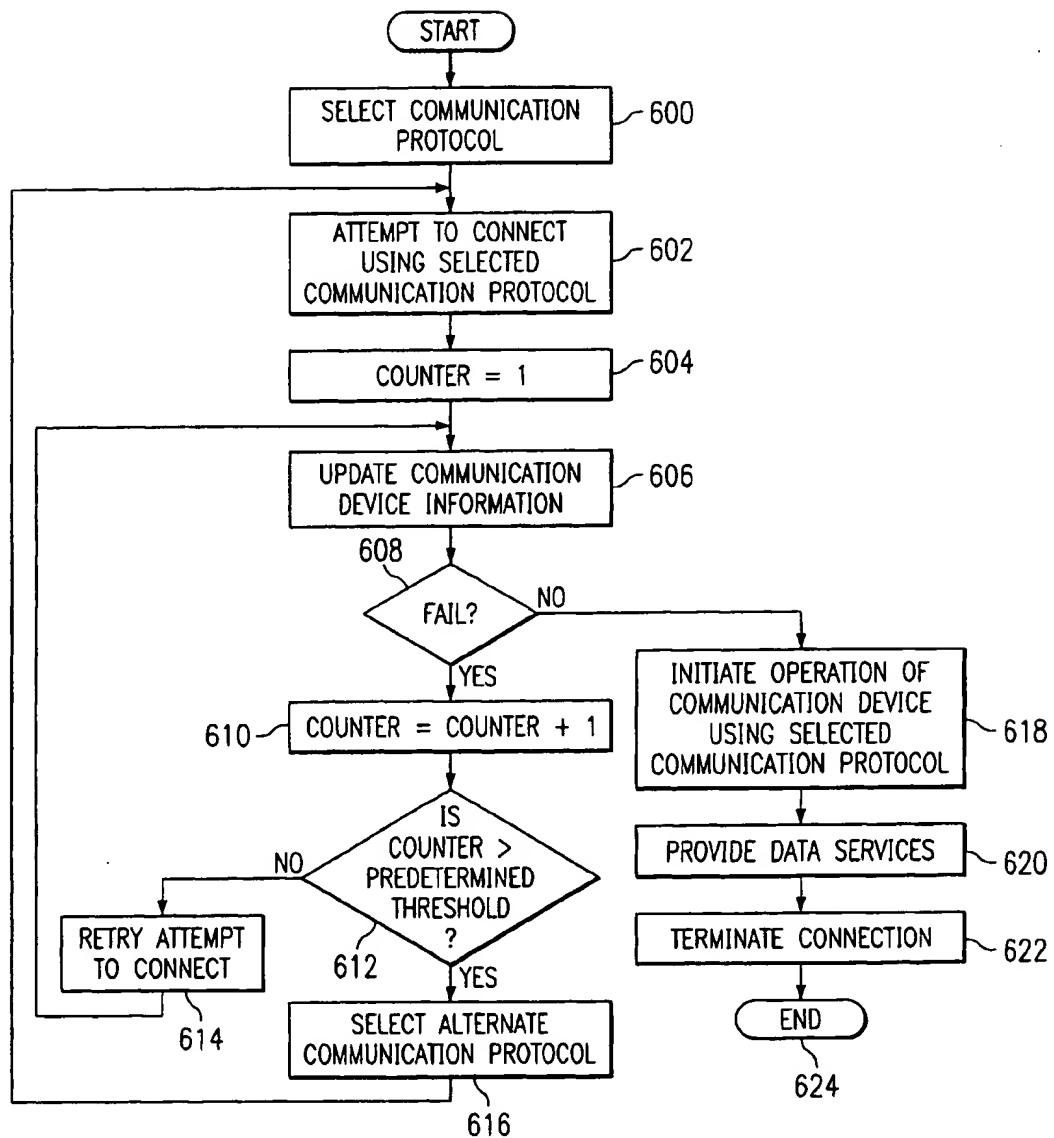 START
SELECT COMMUNICATION
PROTOCOL
600
ATTEMPT TO CONNECT
USING SELECTED
COMMUNICATION PROTOCOL
602
COUNTER = 1
604
UPDATE COMMUNICATION
DEVICE INFORMATION
606
608
FAIL?
NO
YES
610
COUNTER = COUNTER + 1
INITIATE OPERATION OF
COMMUNICATION DEVICE
USING SELECTED
COMMUNICATION PROTOCOL
618
IS
COUNTER >
PREDETERMINED
THRESHOLD
?
612
NO
YES
PROVIDE DATA SERVICES
620
RETRY ATTEMPT
TO CONNECT
614
TERMINATE CONNECTION
622
SELECT ALTERNATE
COMMUNICATION PROTOCOL
616
END
624